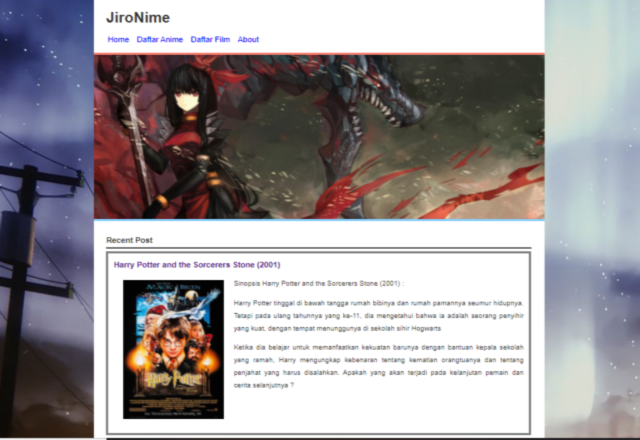 JiroNime
Home Daftar Anime Daftar Film About
Recent Post
Harry Potter and the Sorcerers Stone (2001)
Sinopsis Harry Potter and the Sorcerers Stone (2001) :
Harry Potter tinggal di bawah tangga rumah bibinya dan rumah pamannya seumur hidupnya.
Tetapi pada ulang tahunnya yang ke-11, dia mengetahui bahwa ia adalah seorang penyihir
yang kuat, dengan tempat menunggunya di sekolah sihir Hogwarts
Ketika dia belajar untuk memanfaatkan kekuatan barunya dengan bantuan kepala sekolah
yang ramah, Harry mengungkap kebenaran tentang kematian orangtuanya dan tentang
penjahat yang harus disalahkan. Apakah yang akan terjadi pada kelanjutan pemain dan
cerita selanjutnya ?
Harry Potter